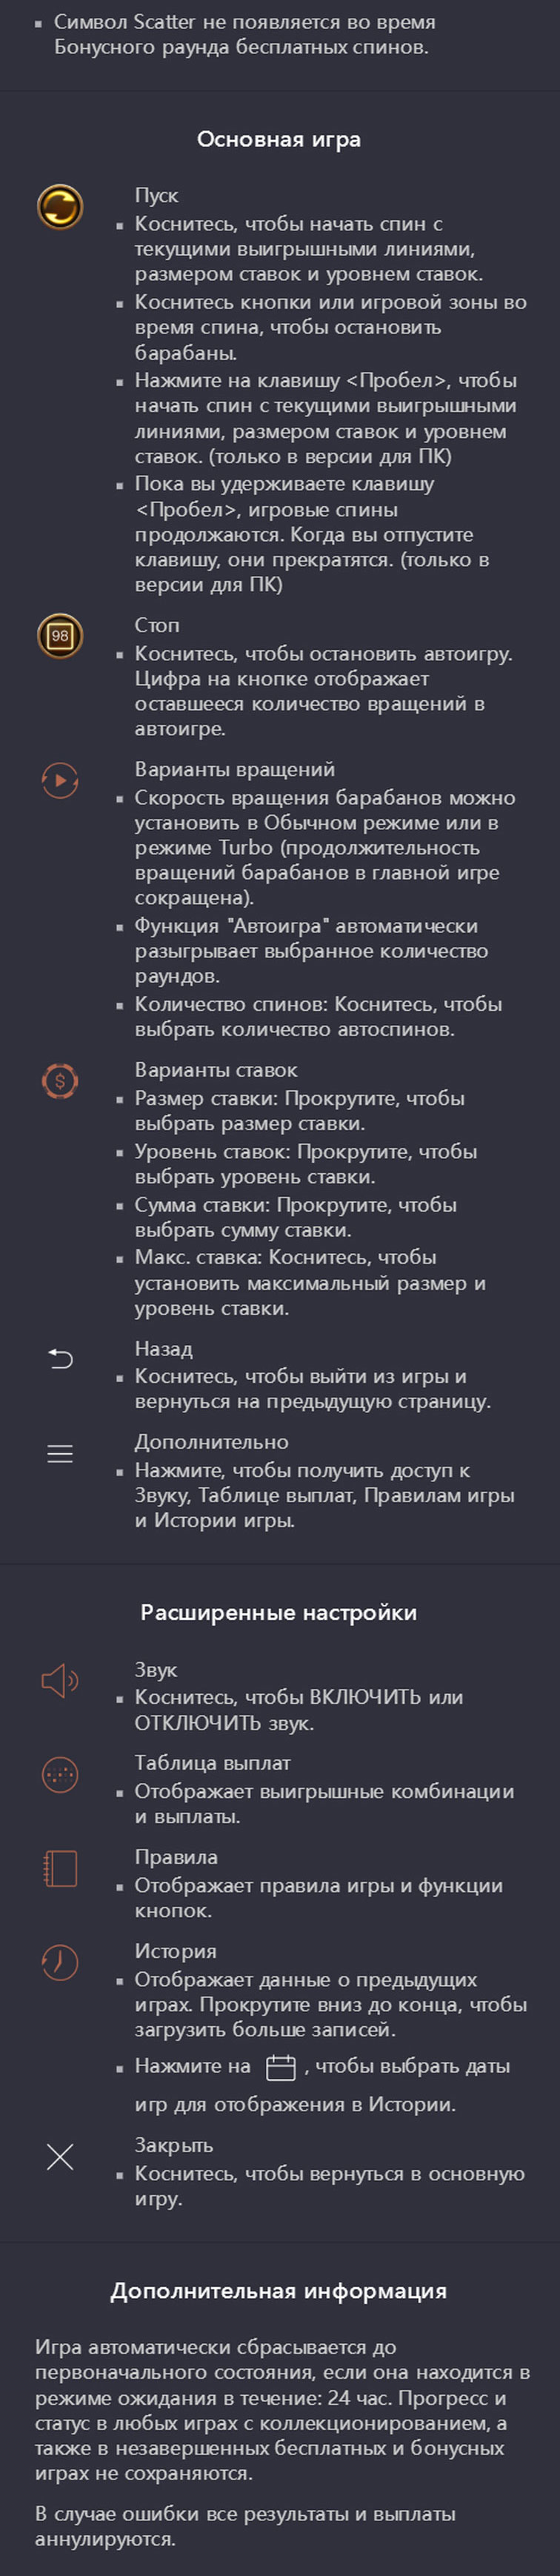 Символ Scatter не появляется во время
Бонусного раунда бесплатных спинов.
Основная игра
Пуск
Коснитесь, чтобы начать спин с
текущими выигрышными линиями,
размером ставок и уровнем ставок.
Коснитесь кнопки или игровой зоны во
время спина, чтобы остановить
барабаны.
Нажмите на клавишу <Пробел>, чтобы
начать спин с текущими выигрышными
линиями, размером ставок и уровнем
ставок. (только в версии для ПК)
Пока вы удерживаете клавишу
<Пробел>, игровые спины
продолжаются. Когда вы отпустите
клавишу, они прекратятся. (только в
версии для ПК)
98
Стоп
Коснитесь, чтобы остановить автоигру.
Цифра на кнопке отображает
оставшееся количество вращений в
автоигре.
Варианты вращений
Скорость вращения барабанов можно
установить в Обычном режиме или в
режиме Turbo (продолжительность
вращений барабанов в главной игре
сокращена).
Функция "Автоигра" автоматически
разыгрывает выбранное количество
раундов.
Количество спинов: Коснитесь, чтобы
выбрать количество автоспинов.
$
Варианты ставок
Размер ставки: Прокрутите, чтобы
выбрать размер ставки.
Уровень ставок: Прокрутите, чтобы
выбрать уровень ставки.
Сумма ставки: Прокрутите, чтобы
выбрать сумму ставки.
Макс. ставка: Коснитесь, чтобы
установить максимальный размер и
уровень ставки.
Назад
Коснитесь, чтобы выйти из игры и
вернуться на предыдущую страницу.
Дополнительно
Нажмите, чтобы получить доступ к
Звуку, Таблице выплат, Правилам игры
и Истории игры.
Расширенные настройки
Звук
Коснитесь, чтобы ВКЛЮЧИТЬ или
ОТКЛЮЧИТЬ звук.
Таблица выплат
Отображает выигрышные комбинации
и выплаты.
Правила
Отображает правила игры и функции
кнопок.
История
Отображает данные о предыдущих
играх. Прокрутите вниз до конца, чтобы
загрузить больше записей.
Нажмите на , чтобы выбрать даты
игр для отображения в Истории.
Закрыть
Коснитесь, чтобы вернуться в основную
игру.
Дополнительная информация
Игра автоматически сбрасывается до
первоначального состояния, если она находится в
режиме ожидания в течение: 24 час. Прогресс и
статус в любых играх с коллекционированием, а
также в незавершенных бесплатных и бонусных
играх не сохраняются.
В случае ошибки все результаты и выплаты
аннулируются.